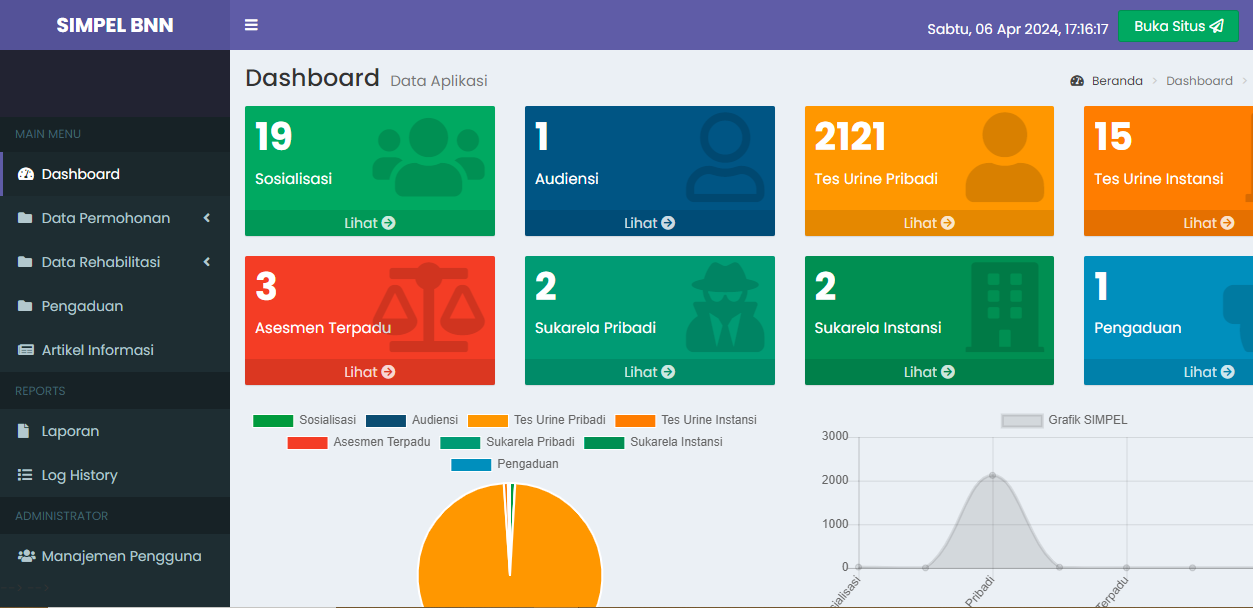 SIMPEL BNN
Sabtu, 06 Apr 2024, 17:16:17
Buka Situs
MAIN MENU
Dashboard
Data Permohonan
Data Rehabilitasi
Pengaduan
Artikel Informasi
REPORTS
Laporan
Log History
ADMINISTRATOR
Manajemen Pengguna
Dashboard Data Aplikasi
Beranda > Dashboard >
19
Sosialisasi
Lihat
1
Audiensi
Lihat
2121
Tes Urine Pribadi
Lihat
15
Tes Urine Instansi
Lihat
3
Asesmen Terpadu
Lihat
2
Sukarela Pribadi
Lihat
2
Sukarela Instansi
Lihat
1
Pengaduan
Lihat
Sosialisasi Audiensi Tes Urine Pribadi Tes Urine Instansi
Asesmen Terpadu Sukarela Pribadi Sukarela Instansi
Pengaduan
Grafik SIMPEL
3000
2000
1000
0
ialisasi
Pribadi
Terpadu